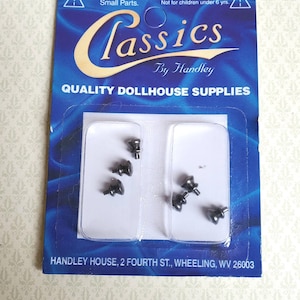 Small Parts.
Not for children under 6 yrs.
Classics
By Handley
QUALITY DOLLHOUSE SUPPLIES
HANDLEY HOUSE, 2 FOURTH ST., WHEELING, WV 26003